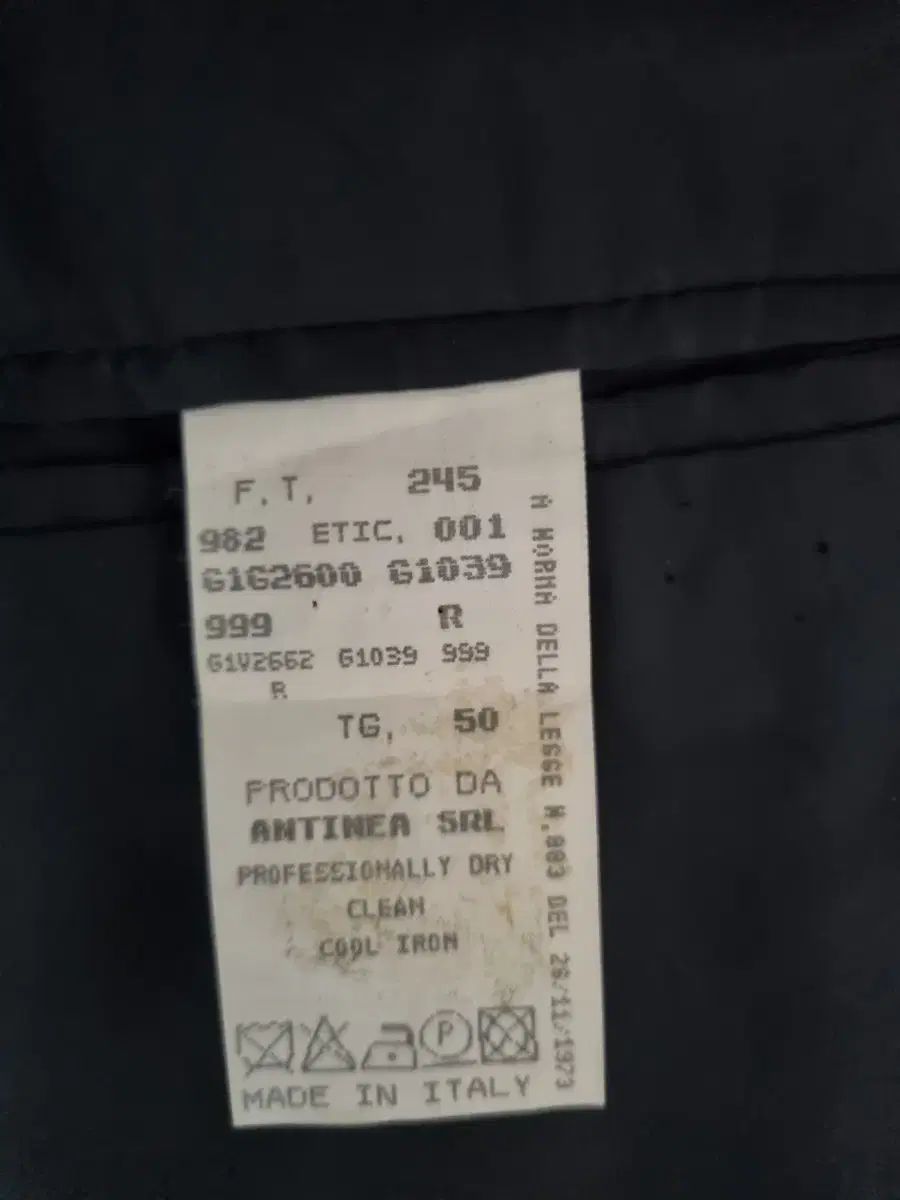 F.T. 245
982 ETIC. 001
G1G2600 G1039
999 R
G1V2662 G1039 999
R
TG. 50
PRODOTTO DA
ANTINEA SRL
PROFESSIONALLY DRY
CLEAN
COOL IRON
P
MADE IN ITALY
A NORMA DELLA LEGGE N.883 DEL 26/11/1973